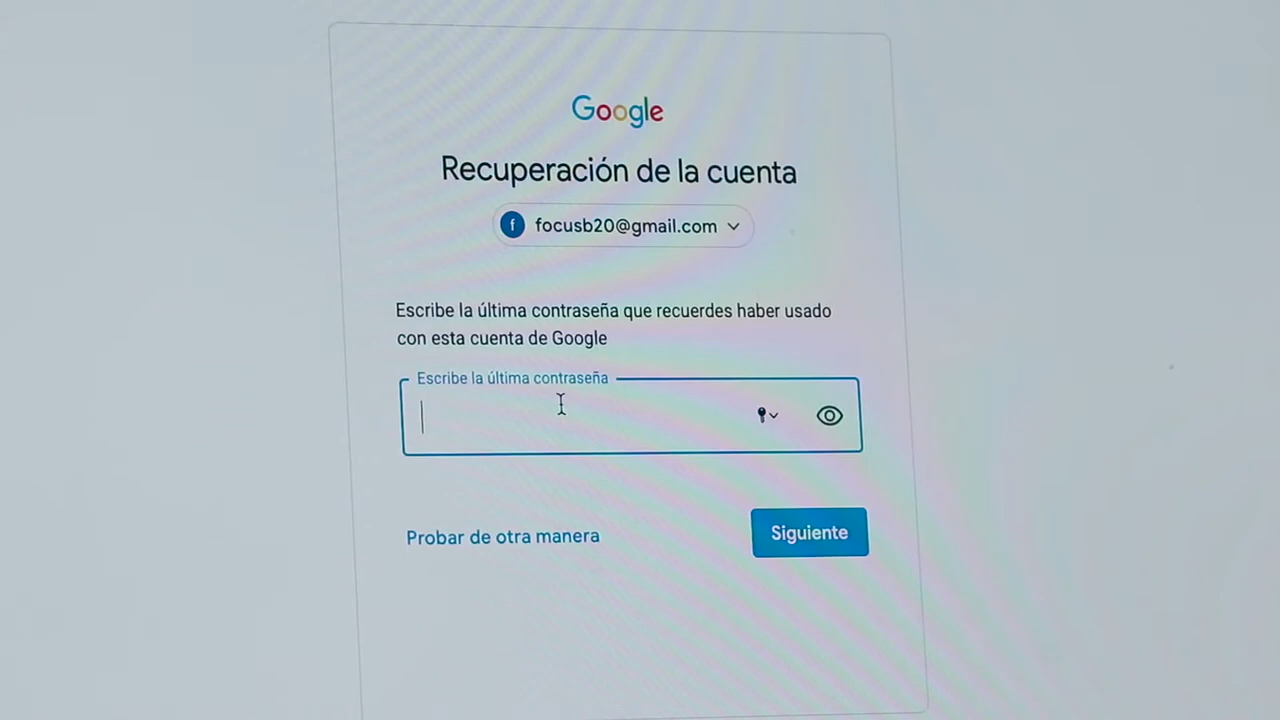 Google
Recuperación de la cuenta
f focusb20@gmail.com
Escribe la última contraseña que recuerdes haber usado
con esta cuenta de Google
Escribe la última contraseña
Probar de otra manera
Siguiente